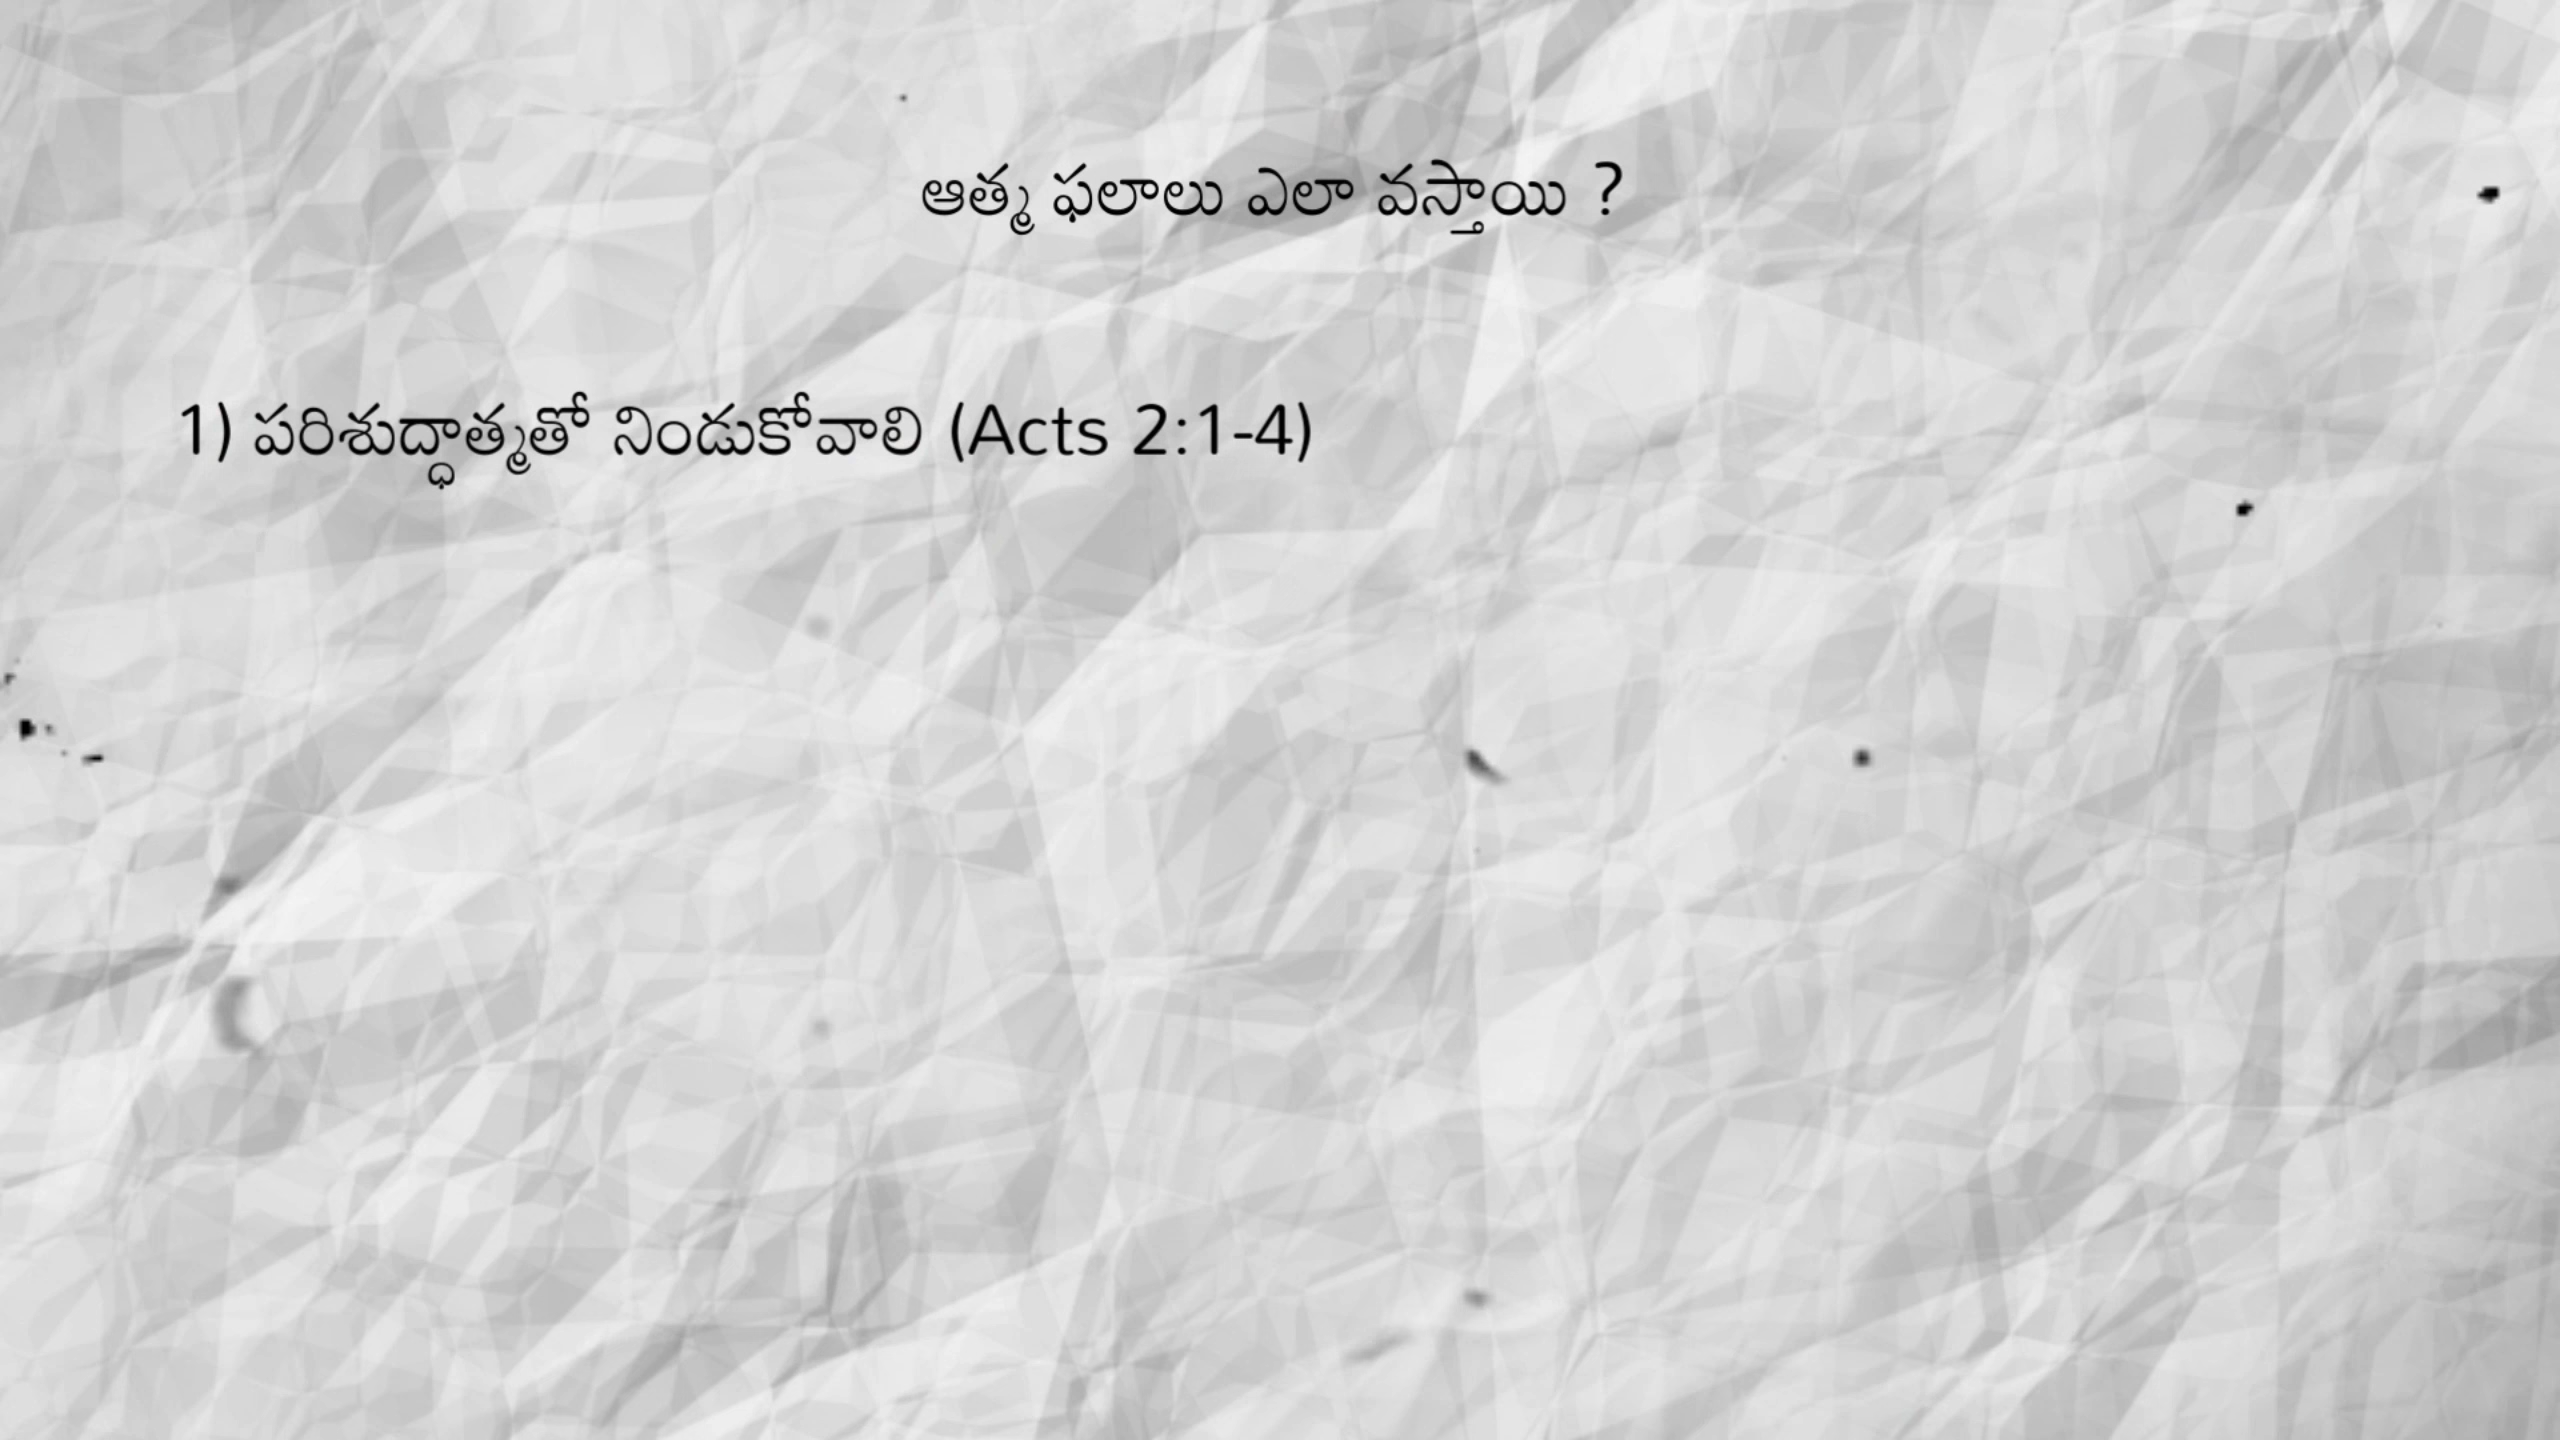 ఆత్మ ఫలాలు ఎలా వస్తాయి ?
1) పరిశుద్ధాత్మతో నిండుకోవాలి (Acts 2:1-4)